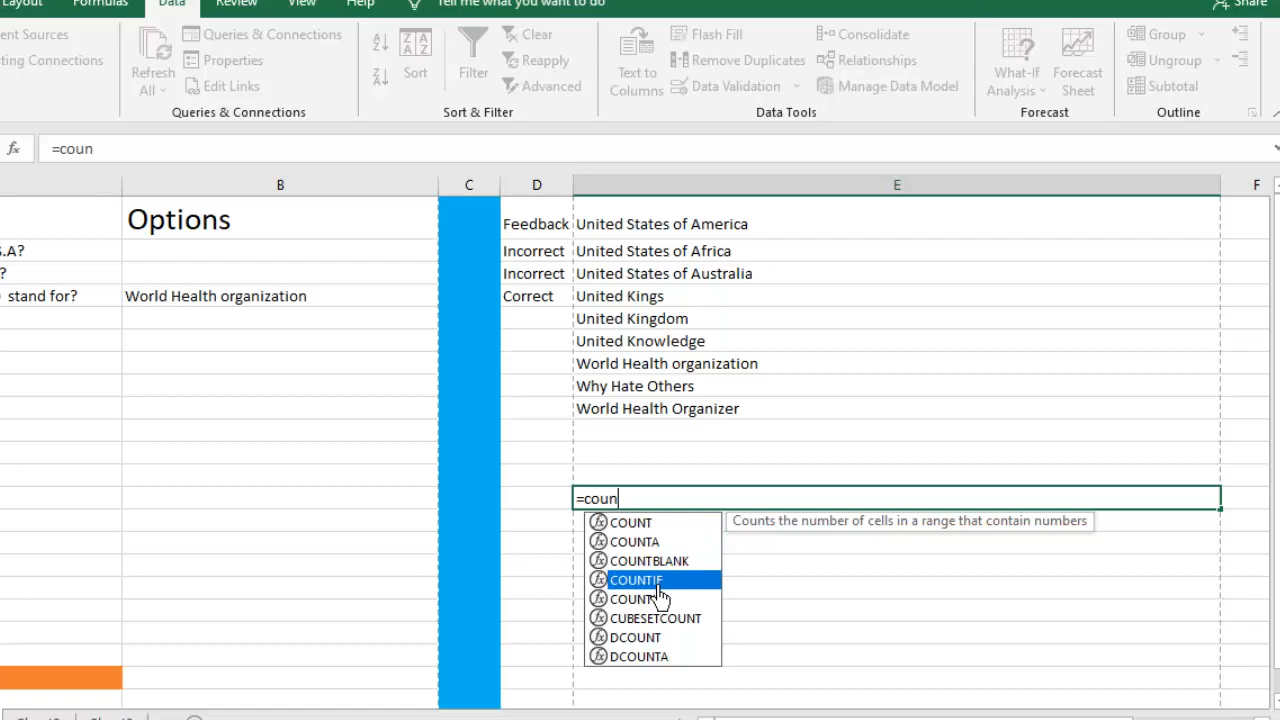 Layout Formulas Data Review View Help Tell me what you want to do Share
ent Sources
ting Connections
Refresh
All
Queries & Connections
Properties
Edit Links
Queries & Connections
Sort
Filter
Clear
Reapply
Advanced
Sort & Filter
Text to
Columns
Flash Fill
Remove Duplicates
Data Validation
Consolidate
Relationships
Manage Data Model
Data Tools
What-If
Analysis
Forecast
Sheet
Forecast
Group
Ungroup
Subtotal
Outline
fx =coun
B C D E F
Options Feedback United States of America
S.A? Incorrect United States of Africa
? Incorrect United States of Australia
stand for? World Health organization Correct United Kings
United Kingdom
United Knowledge
World Health organization
Why Hate Others
World Health Organizer
=coun
COUNT Counts the number of cells in a range that contain numbers
COUNTA
COUNTBLANK
COUNTIF
CUBESETCOUNT
DCOUNT
DCOUNTA